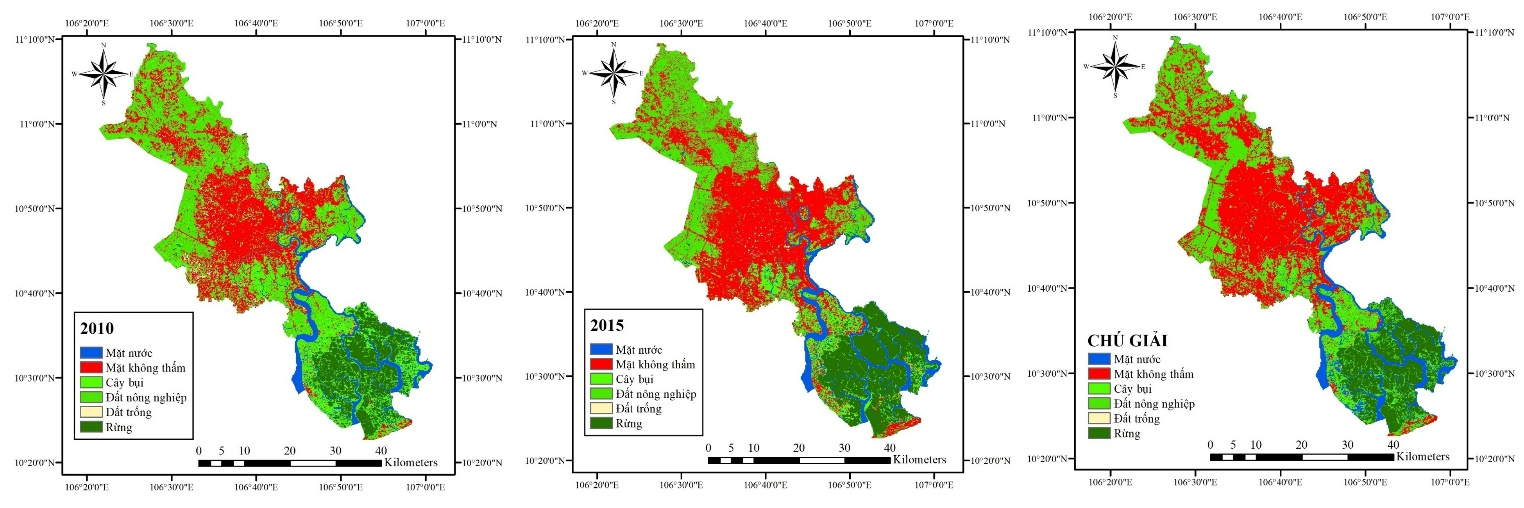 106°20'0"E 106°30'0"E 106°40'0"E 106°50'0"E 107°0'0"E
11°10'0"N 11°10'0"N
N
W E
S
11°0'0"N 11°0'0"N
10°50'0"N 10°50'0"N
10°40'0"N 10°40'0"N
2010
Mặt nước
Mặt không thấm
Cây bụi
Đất nông nghiệp
Đất trống
Rừng
10°30'0"N 10°30'0"N
0 5 10 20 30 40
Kilometers
10°20'0"N 10°20'0"N
106°20'0"E 106°30'0"E 106°40'0"E 106°50'0"E 107°0'0"E
106°20'0"E 106°30'0"E 106°40'0"E 106°50'0"E 107°0'0"E
11°10'0"N 11°10'0"N
N
W E
S
11°0'0"N 11°0'0"N
10°50'0"N 10°50'0"N
10°40'0"N 10°40'0"N
2015
Mặt nước
Mặt không thấm
Cây bụi
Đất nông nghiệp
Đất trống
Rừng
10°30'0"N 10°30'0"N
0 5 10 20 30 40
Kilometers
10°20'0"N 10°20'0"N
106°20'0"E 106°30'0"E 106°40'0"E 106°50'0"E 107°0'0"E
106°20'0"E 106°30'0"E 106°40'0"E 106°50'0"E 107°0'0"E
11°10'0"N 11°10'0"N
N
W E
S
11°0'0"N 11°0'0"N
10°50'0"N 10°50'0"N
10°40'0"N 10°40'0"N
CHÚ GIẢI
Mặt nước
Mặt không thấm
Cây bụi
Đất nông nghiệp
Đất trống
Rừng
10°30'0"N 10°30'0"N
0 5 10 20 30 40
Kilometers
10°20'0"N 10°20'0"N
106°20'0"E 106°30'0"E 106°40'0"E 106°50'0"E 107°0'0"E